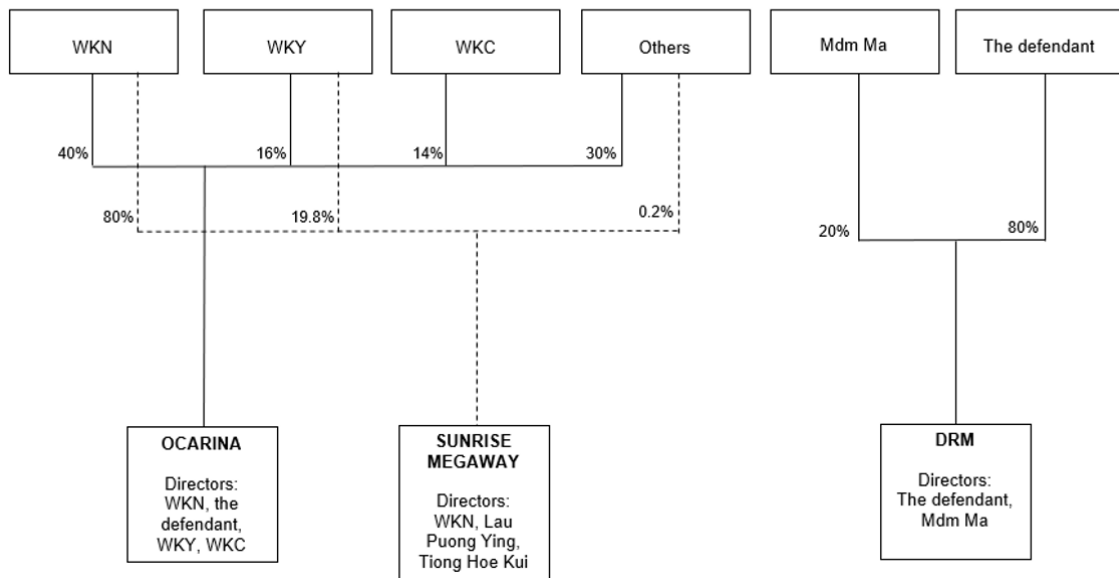 WKN
WKY
WKC
Others
Mdm Ma
The defendant
40%
16%
14%
30%
80%
19.8%
0.2%
20%
80%
OCARINA
Directors:
WKN, the
defendant,
WKY, WKC
SUNRISE
MEGAWAY
Directors:
WKN, Lau
Puong Ying,
Tiong Hoe Kui
DRM
Directors:
The defendant,
Mdm Ma